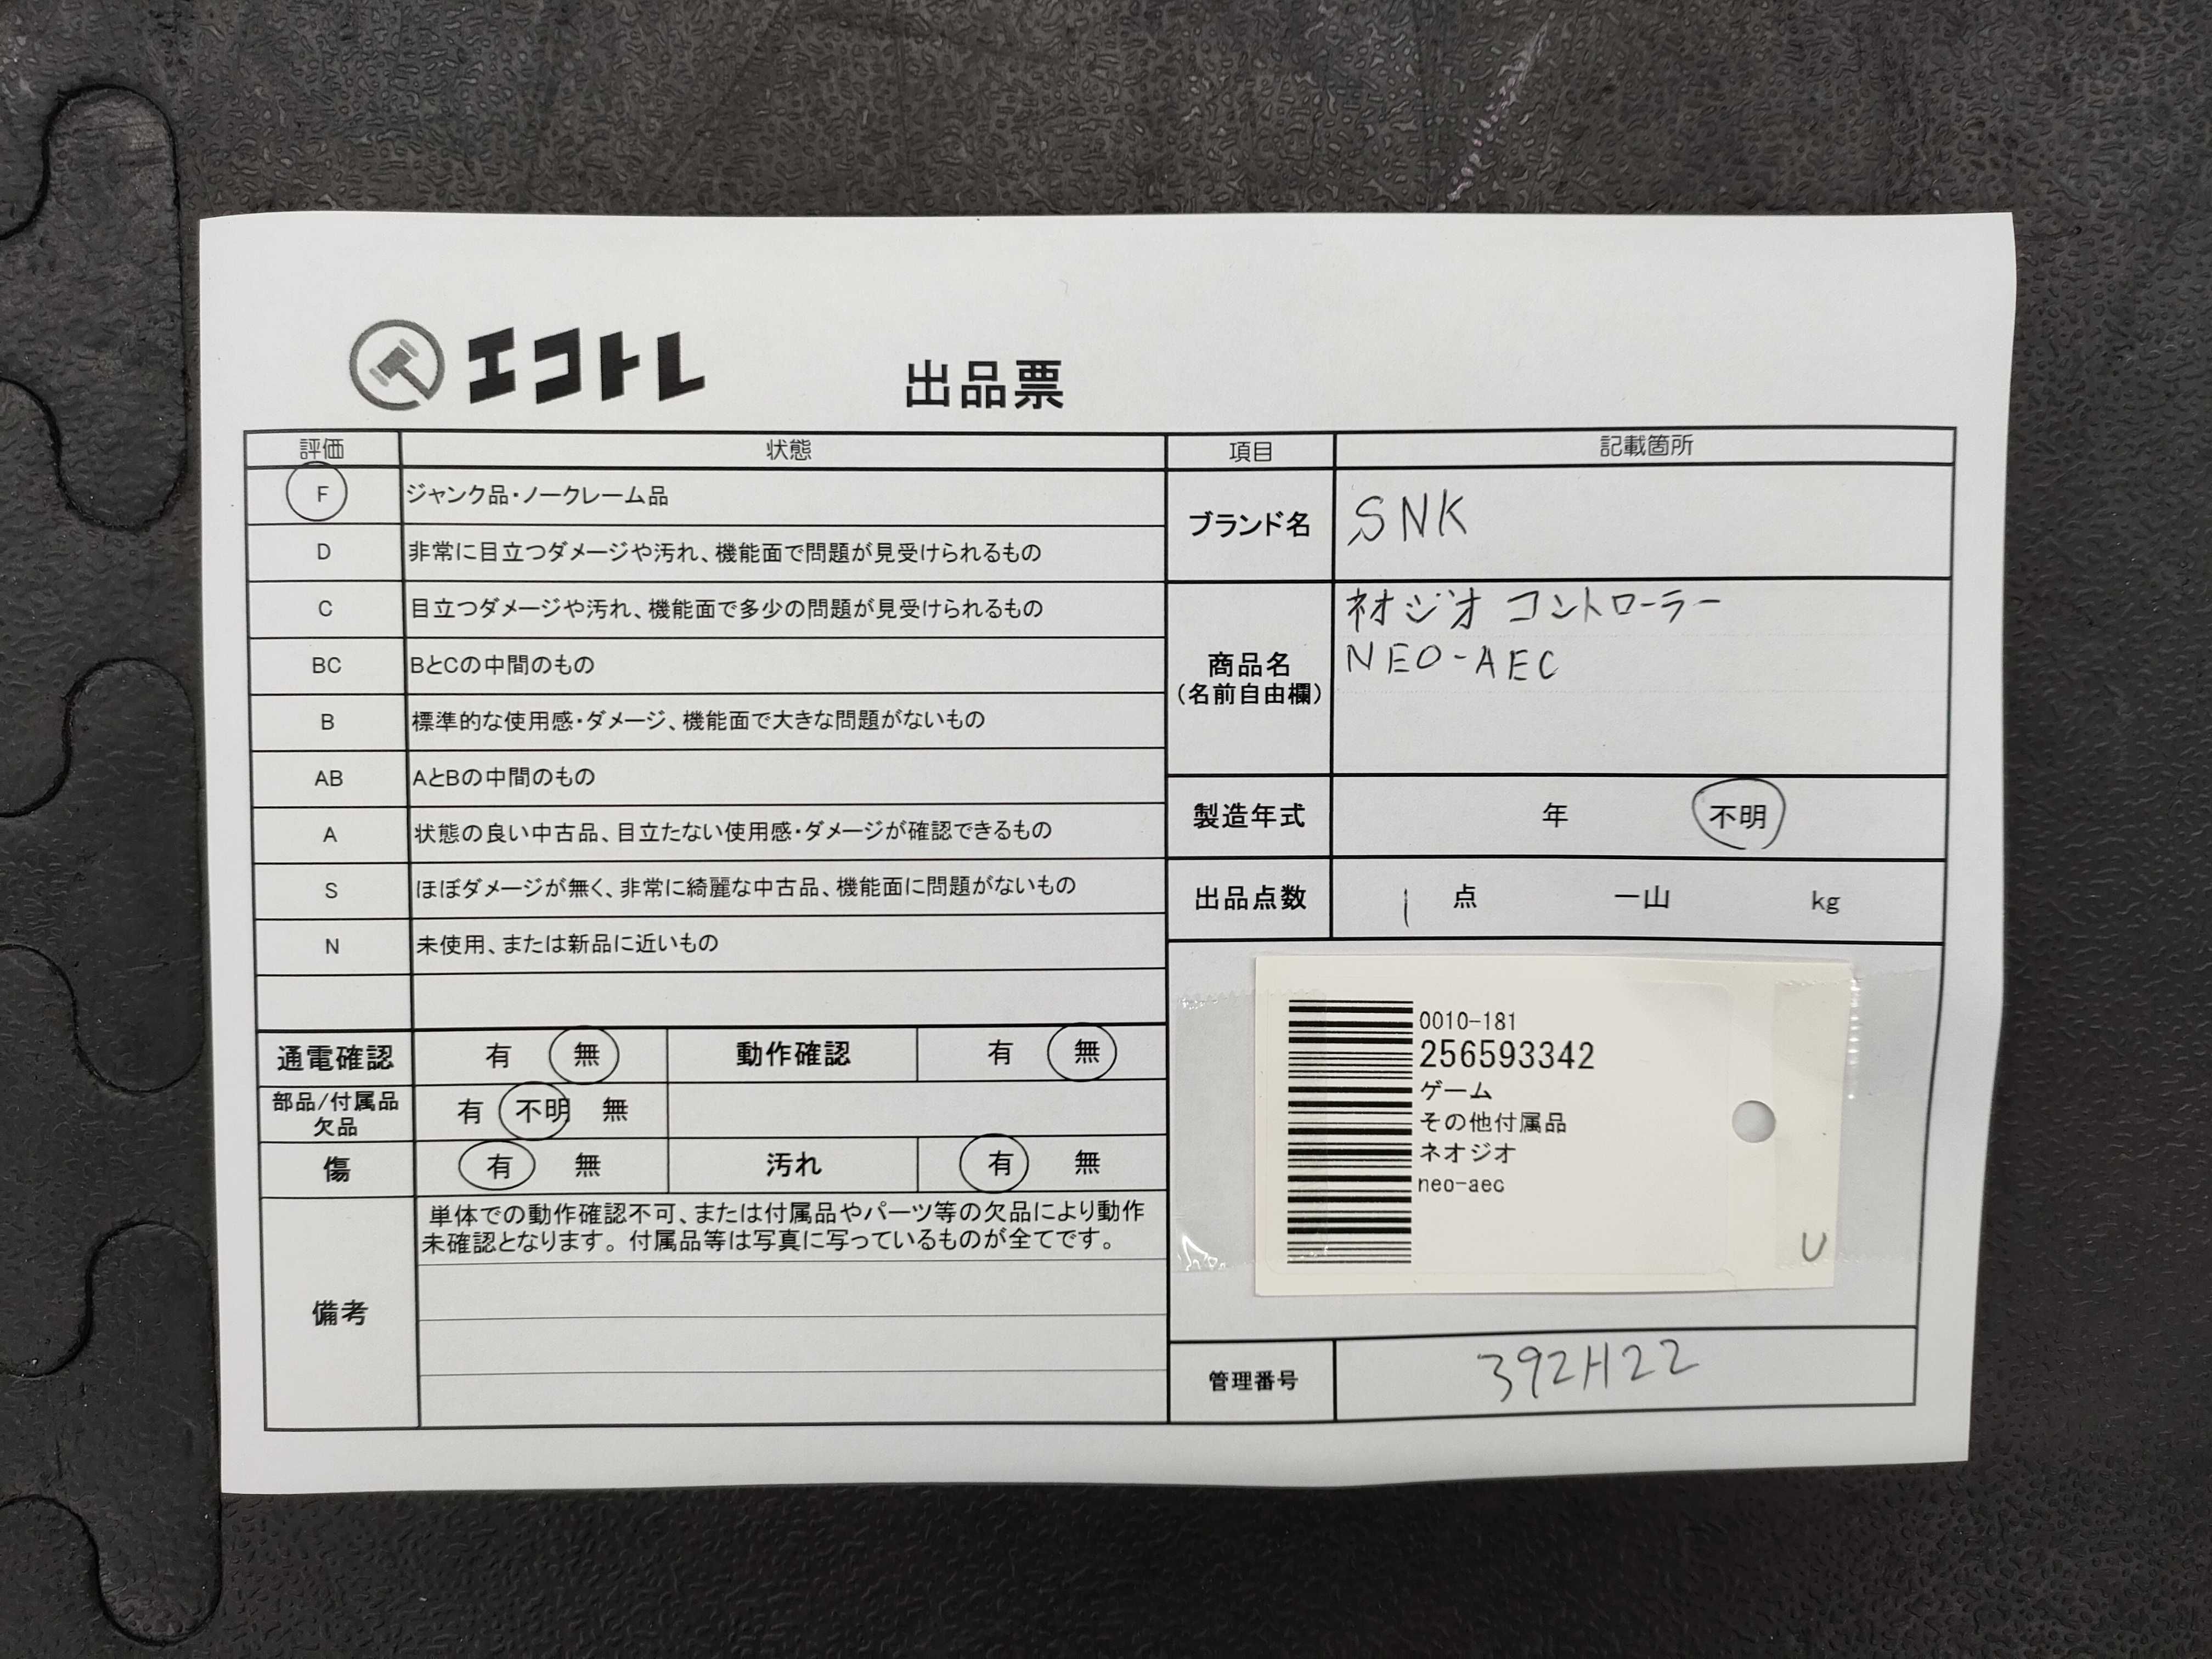 エコトレ
出品票
評価 状態
F ジャンク品・ノークレーム品
D 非常に目立つダメージや汚れ、機能面で問題が見受けられるもの
C 目立つダメージや汚れ、機能面で多少の問題が見受けられるもの
BC BとCの中間のもの
B 標準的な使用感・ダメージ、機能面で大きな問題がないもの
AB AとBの中間のもの
A 状態の良い中古品、目立たない使用感・ダメージが確認できるもの
S ほぼダメージが無く、非常に綺麗な中古品、機能面に問題がないもの
N 未使用、または新品に近いもの
通電確認 有 無 動作確認 有 無
部品/付属品
欠品 有 不明 無
傷 有 無 汚れ 有 無
備考
単体での動作確認不可、または付属品やパーツ等の欠品により動作
未確認となります。付属品等は写真に写っているものが全てです。
項目 記載箇所
ブランド名 SNK
商品名
(名前自由欄)
ネオジオ コントローラー
NEO-AEC
製造年式 年 不明
出品点数 1 点 一山 kg
0010-181
256593342
ゲーム
その他付属品
ネオジオ
neo-aec
U
管理番号 392H22